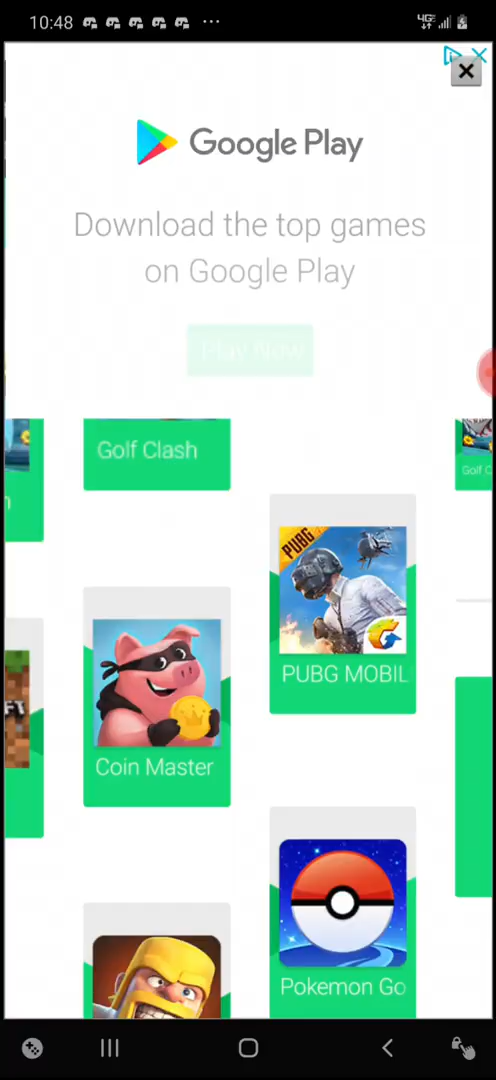 10:48
4GE
Google Play
Download the top games
on Google Play
Play Now
Golf Clash
PUBG
PUBG MOBIL
Coin Master
Pokemon Go